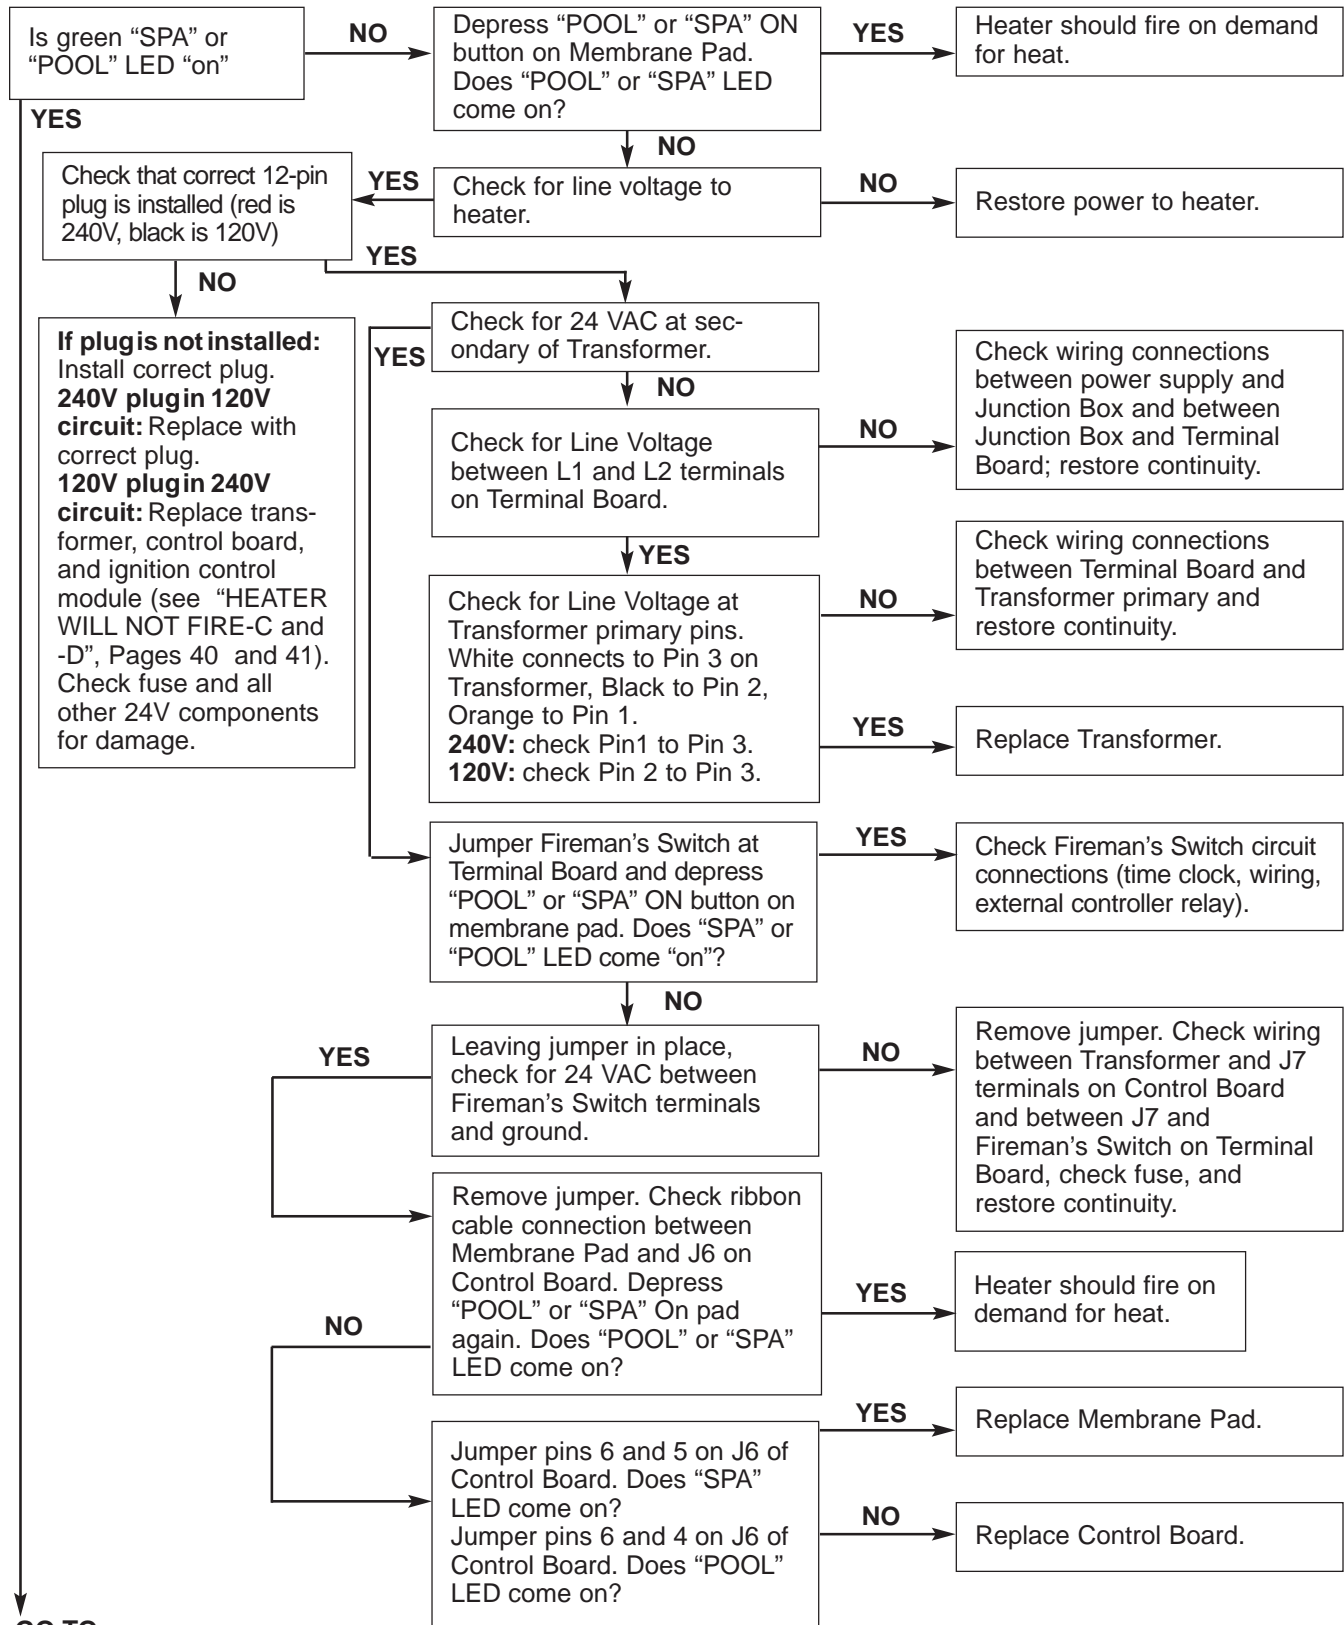 Is green “SPA” or
“POOL” LED “on”
NO
Depress “POOL” or “SPA” ON
button on Membrane Pad.
Does “POOL” or “SPA” LED
come on?
YES
Heater should fire on demand
for heat.
YES
NO
Check that correct 12-pin
plug is installed (red is
240V, black is 120V)
YES
Check for line voltage to
heater.
NO
Restore power to heater.
NO
YES
If plug is not installed:
Install correct plug.
240V plug in 120V
circuit: Replace with
correct plug.
120V plug in 240V
circuit: Replace trans-
former, control board,
and ignition control
module (see “HEATER
WILL NOT FIRE-C and
-D”, Pages 40 and 41).
Check fuse and all
other 24V components
for damage.
YES
Check for 24 VAC at sec-
ondary of Transformer.
NO
Check for Line Voltage
between L1 and L2 terminals
on Terminal Board.
NO
Check wiring connections
between power supply and
Junction Box and between
Junction Box and Terminal
Board; restore continuity.
YES
Check for Line Voltage at
Transformer primary pins.
White connects to Pin 3 on
Transformer, Black to Pin 2,
Orange to Pin 1.
240V: check Pin1 to Pin 3.
120V: check Pin 2 to Pin 3.
NO
Check wiring connections
between Terminal Board and
Transformer primary and
restore continuity.
YES
Replace Transformer.
Jumper Fireman’s Switch at
Terminal Board and depress
“POOL” or “SPA” ON button on
membrane pad. Does “SPA” or
“POOL” LED come “on”?
YES
Check Fireman’s Switch circuit
connections (time clock, wiring,
external controller relay).
NO
YES
Leaving jumper in place,
check for 24 VAC between
Fireman’s Switch terminals
and ground.
NO
Remove jumper. Check wiring
between Transformer and J7
terminals on Control Board
and between J7 and
Fireman’s Switch on Terminal
Board, check fuse, and
restore continuity.
Remove jumper. Check ribbon
cable connection between
Membrane Pad and J6 on
Control Board. Depress
“POOL” or “SPA” On pad
again. Does “POOL” or “SPA”
LED come on?
YES
Heater should fire on
demand for heat.
NO
Jumper pins 6 and 5 on J6 of
Control Board. Does “SPA”
LED come on?
Jumper pins 6 and 4 on J6 of
Control Board. Does “POOL”
LED come on?
YES
Replace Membrane Pad.
NO
Replace Control Board.